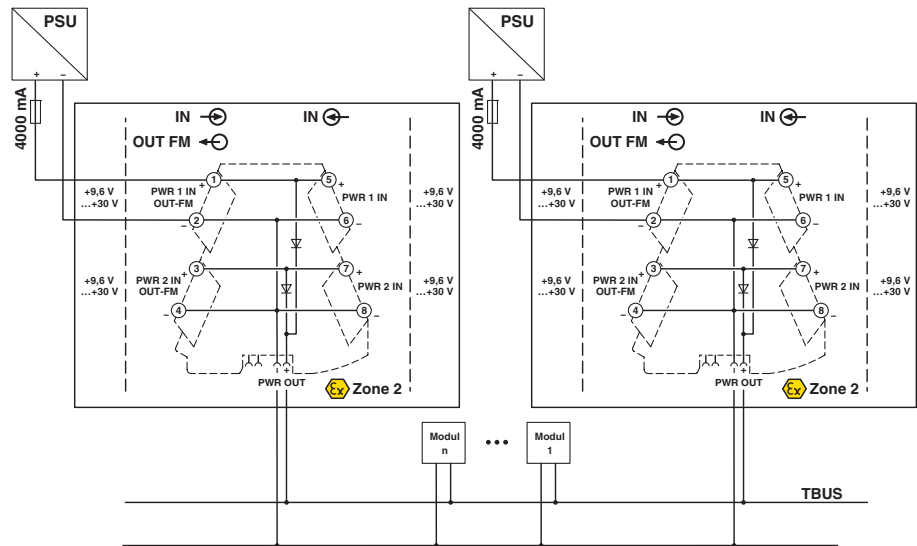 PSU
+ –
4000 mA
IN
OUT FM
IN
+9,6 V
...+30 V
1
+
PWR 1 IN
OUT-FM
2
–
5
+
PWR 1 IN
6
–
+9,6 V
...+30 V
+9,6 V
...+30 V
3
+
PWR 2 IN
OUT-FM
4
–
7
+
PWR 2 IN
8
–
+9,6 V
...+30 V
– +
PWR OUT
Ex Zone 2
PSU
+ –
4000 mA
IN
OUT FM
IN
+9,6 V
...+30 V
1
+
PWR 1 IN
OUT-FM
2
–
5
+
PWR 1 IN
6
–
+9,6 V
...+30 V
+9,6 V
...+30 V
3
+
PWR 2 IN
OUT-FM
4
–
7
+
PWR 2 IN
8
–
+9,6 V
...+30 V
– +
PWR OUT
Ex Zone 2
Modul
n
...
Modul
1
TBUS